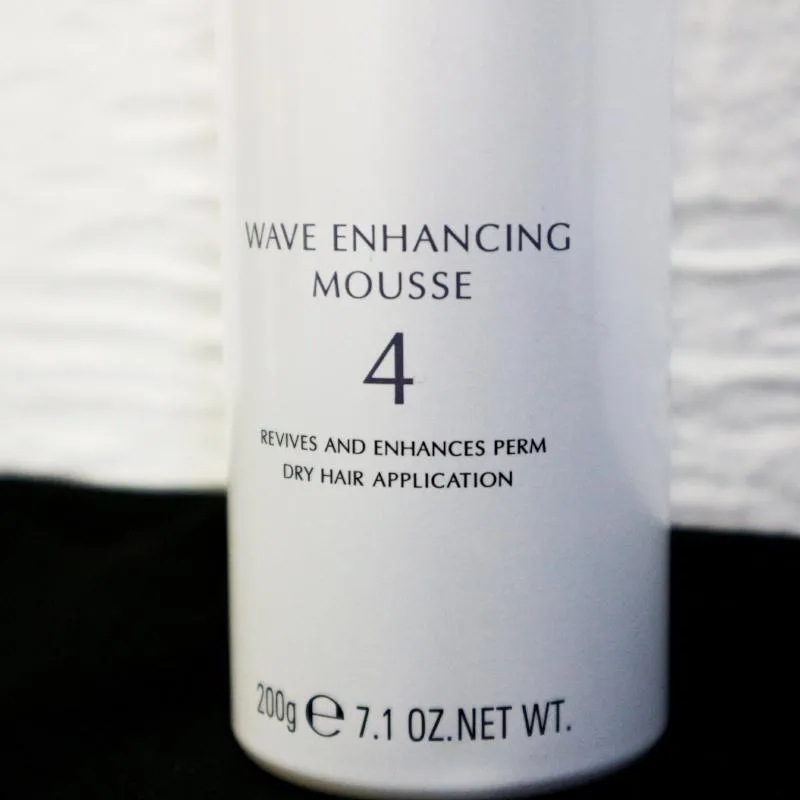 WAVE ENHANCING
MOUSSE
4
REVIVES AND ENHANCES PERM
DRY HAIR APPLICATION
200g ℮ 7.1 OZ.NET WT.